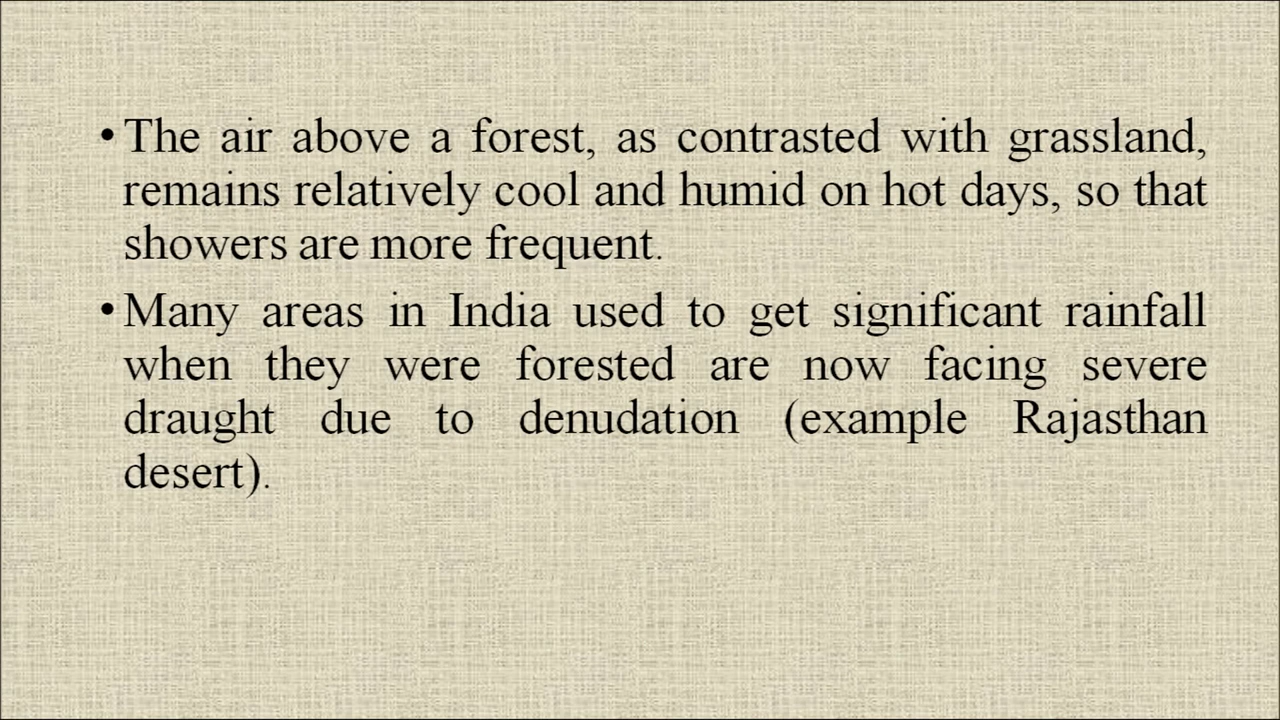 • The air above a forest, as contrasted with grassland,
remains relatively cool and humid on hot days, so that
showers are more frequent.
• Many areas in India used to get significant rainfall
when they were forested are now facing severe
draught due to denudation (example Rajasthan
desert).